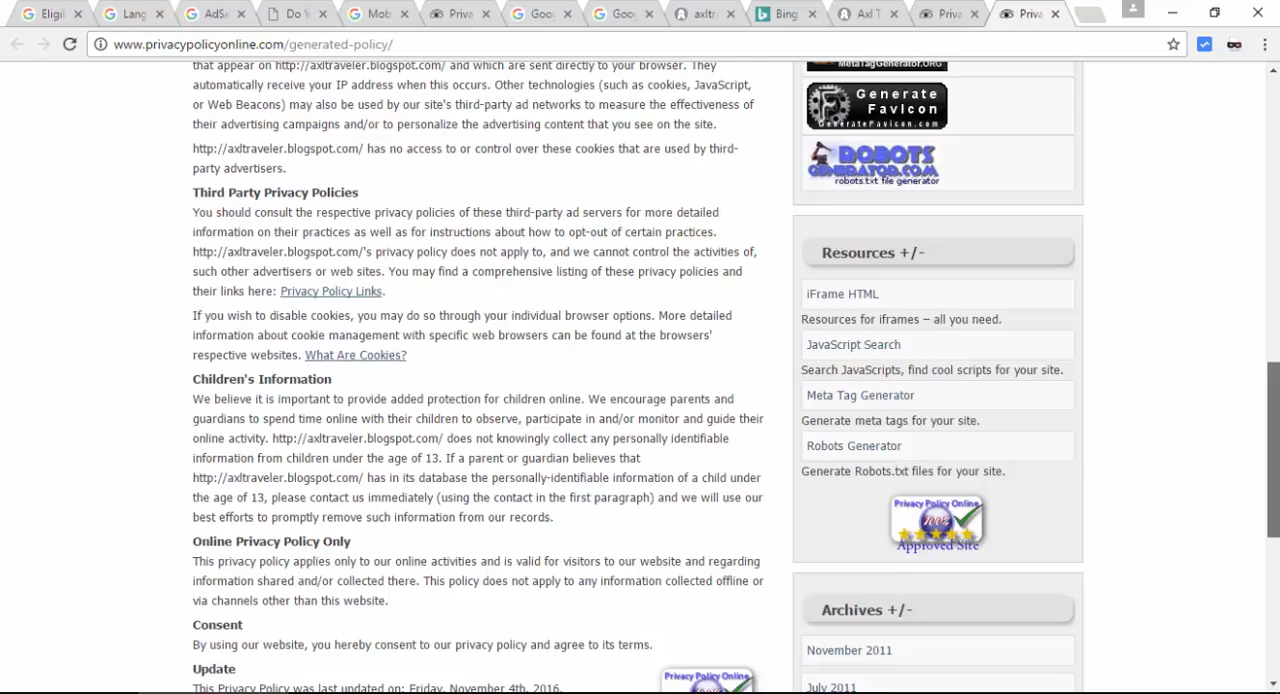 Eligil
Lang
AdSe
Do Y
Mob
Priva
Goo
Goo
axltr
Bing
Axl T
Priva
Priva
www.privacypolicyonline.com/generated-policy/
that appear on http://axltraveler.blogspot.com/ and which are sent directly to your browser. They
automatically receive your IP address when this occurs. Other technologies (such as cookies, JavaScript,
or Web Beacons) may also be used by our site's third-party ad networks to measure the effectiveness of
their advertising campaigns and/or to personalize the advertising content that you see on the site.
http://axltraveler.blogspot.com/ has no access to or control over these cookies that are used by third-
party advertisers.
Third Party Privacy Policies
You should consult the respective privacy policies of these third-party ad servers for more detailed
information on their practices as well as for instructions about how to opt-out of certain practices.
http://axltraveler.blogspot.com/'s privacy policy does not apply to, and we cannot control the activities of,
such other advertisers or web sites. You may find a comprehensive listing of these privacy policies and
their links here: Privacy Policy Links.
If you wish to disable cookies, you may do so through your individual browser options. More detailed
information about cookie management with specific web browsers can be found at the browsers'
respective websites. What Are Cookies?
Children's Information
We believe it is important to provide added protection for children online. We encourage parents and
guardians to spend time online with their children to observe, participate in and/or monitor and guide their
online activity. http://axltraveler.blogspot.com/ does not knowingly collect any personally identifiable
information from children under the age of 13. If a parent or guardian believes that
http://axltraveler.blogspot.com/ has in its database the personally-identifiable information of a child under
the age of 13, please contact us immediately (using the contact in the first paragraph) and we will use our
best efforts to promptly remove such information from our records.
Online Privacy Policy Only
This privacy policy applies only to our online activities and is valid for visitors to our website and regarding
information shared and/or collected there. This policy does not apply to any information collected offline or
via channels other than this website.
Consent
By using our website, you hereby consent to our privacy policy and agree to its terms.
Update
This Privacy Policy was last updated on: Friday, November 4th, 2016.
Privacy Policy Online
100%
MetaTagGenerator.ORG
Generate
Favicon
GenerateFavicon.com
ROBOTS
GENERATOR.COM
robots.txt file generator
Resources +/-
iFrame HTML
Resources for iframes – all you need.
JavaScript Search
Search JavaScripts, find cool scripts for your site.
Meta Tag Generator
Generate meta tags for your site.
Robots Generator
Generate Robots.txt files for your site.
Privacy Policy Online
100%
Approved Site
Archives +/-
November 2011
July 2011